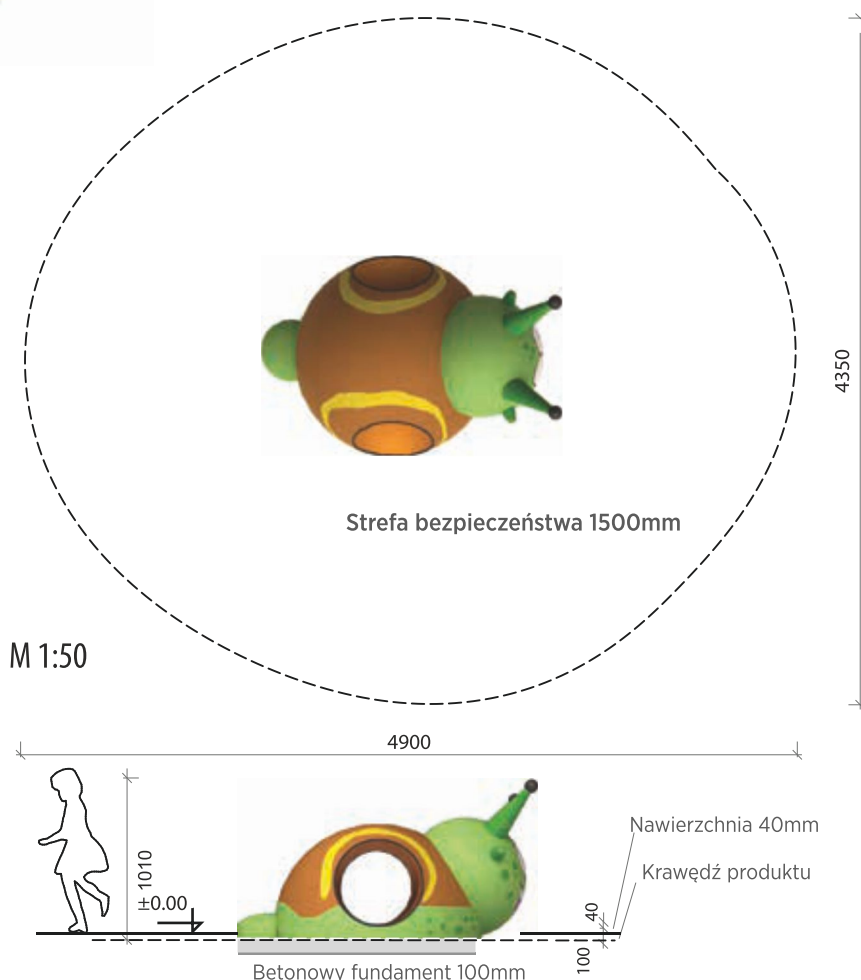 4350
Strefa bezpieczeństwa 1500mm
M 1:50
4900
Nawierzchnia 40mm
Krawędź produktu
1010
±0.00
40
100
Betonowy fundament 100mm